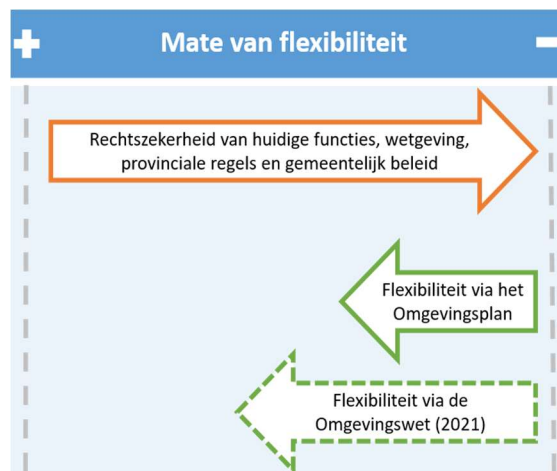 + Mate van flexibiliteit −
Rechtszekerheid van huidige functies, wetgeving,
provinciale regels en gemeentelijk beleid
Flexibiliteit via het
Omgevingsplan
Flexibiliteit via de
Omgevingswet (2021)